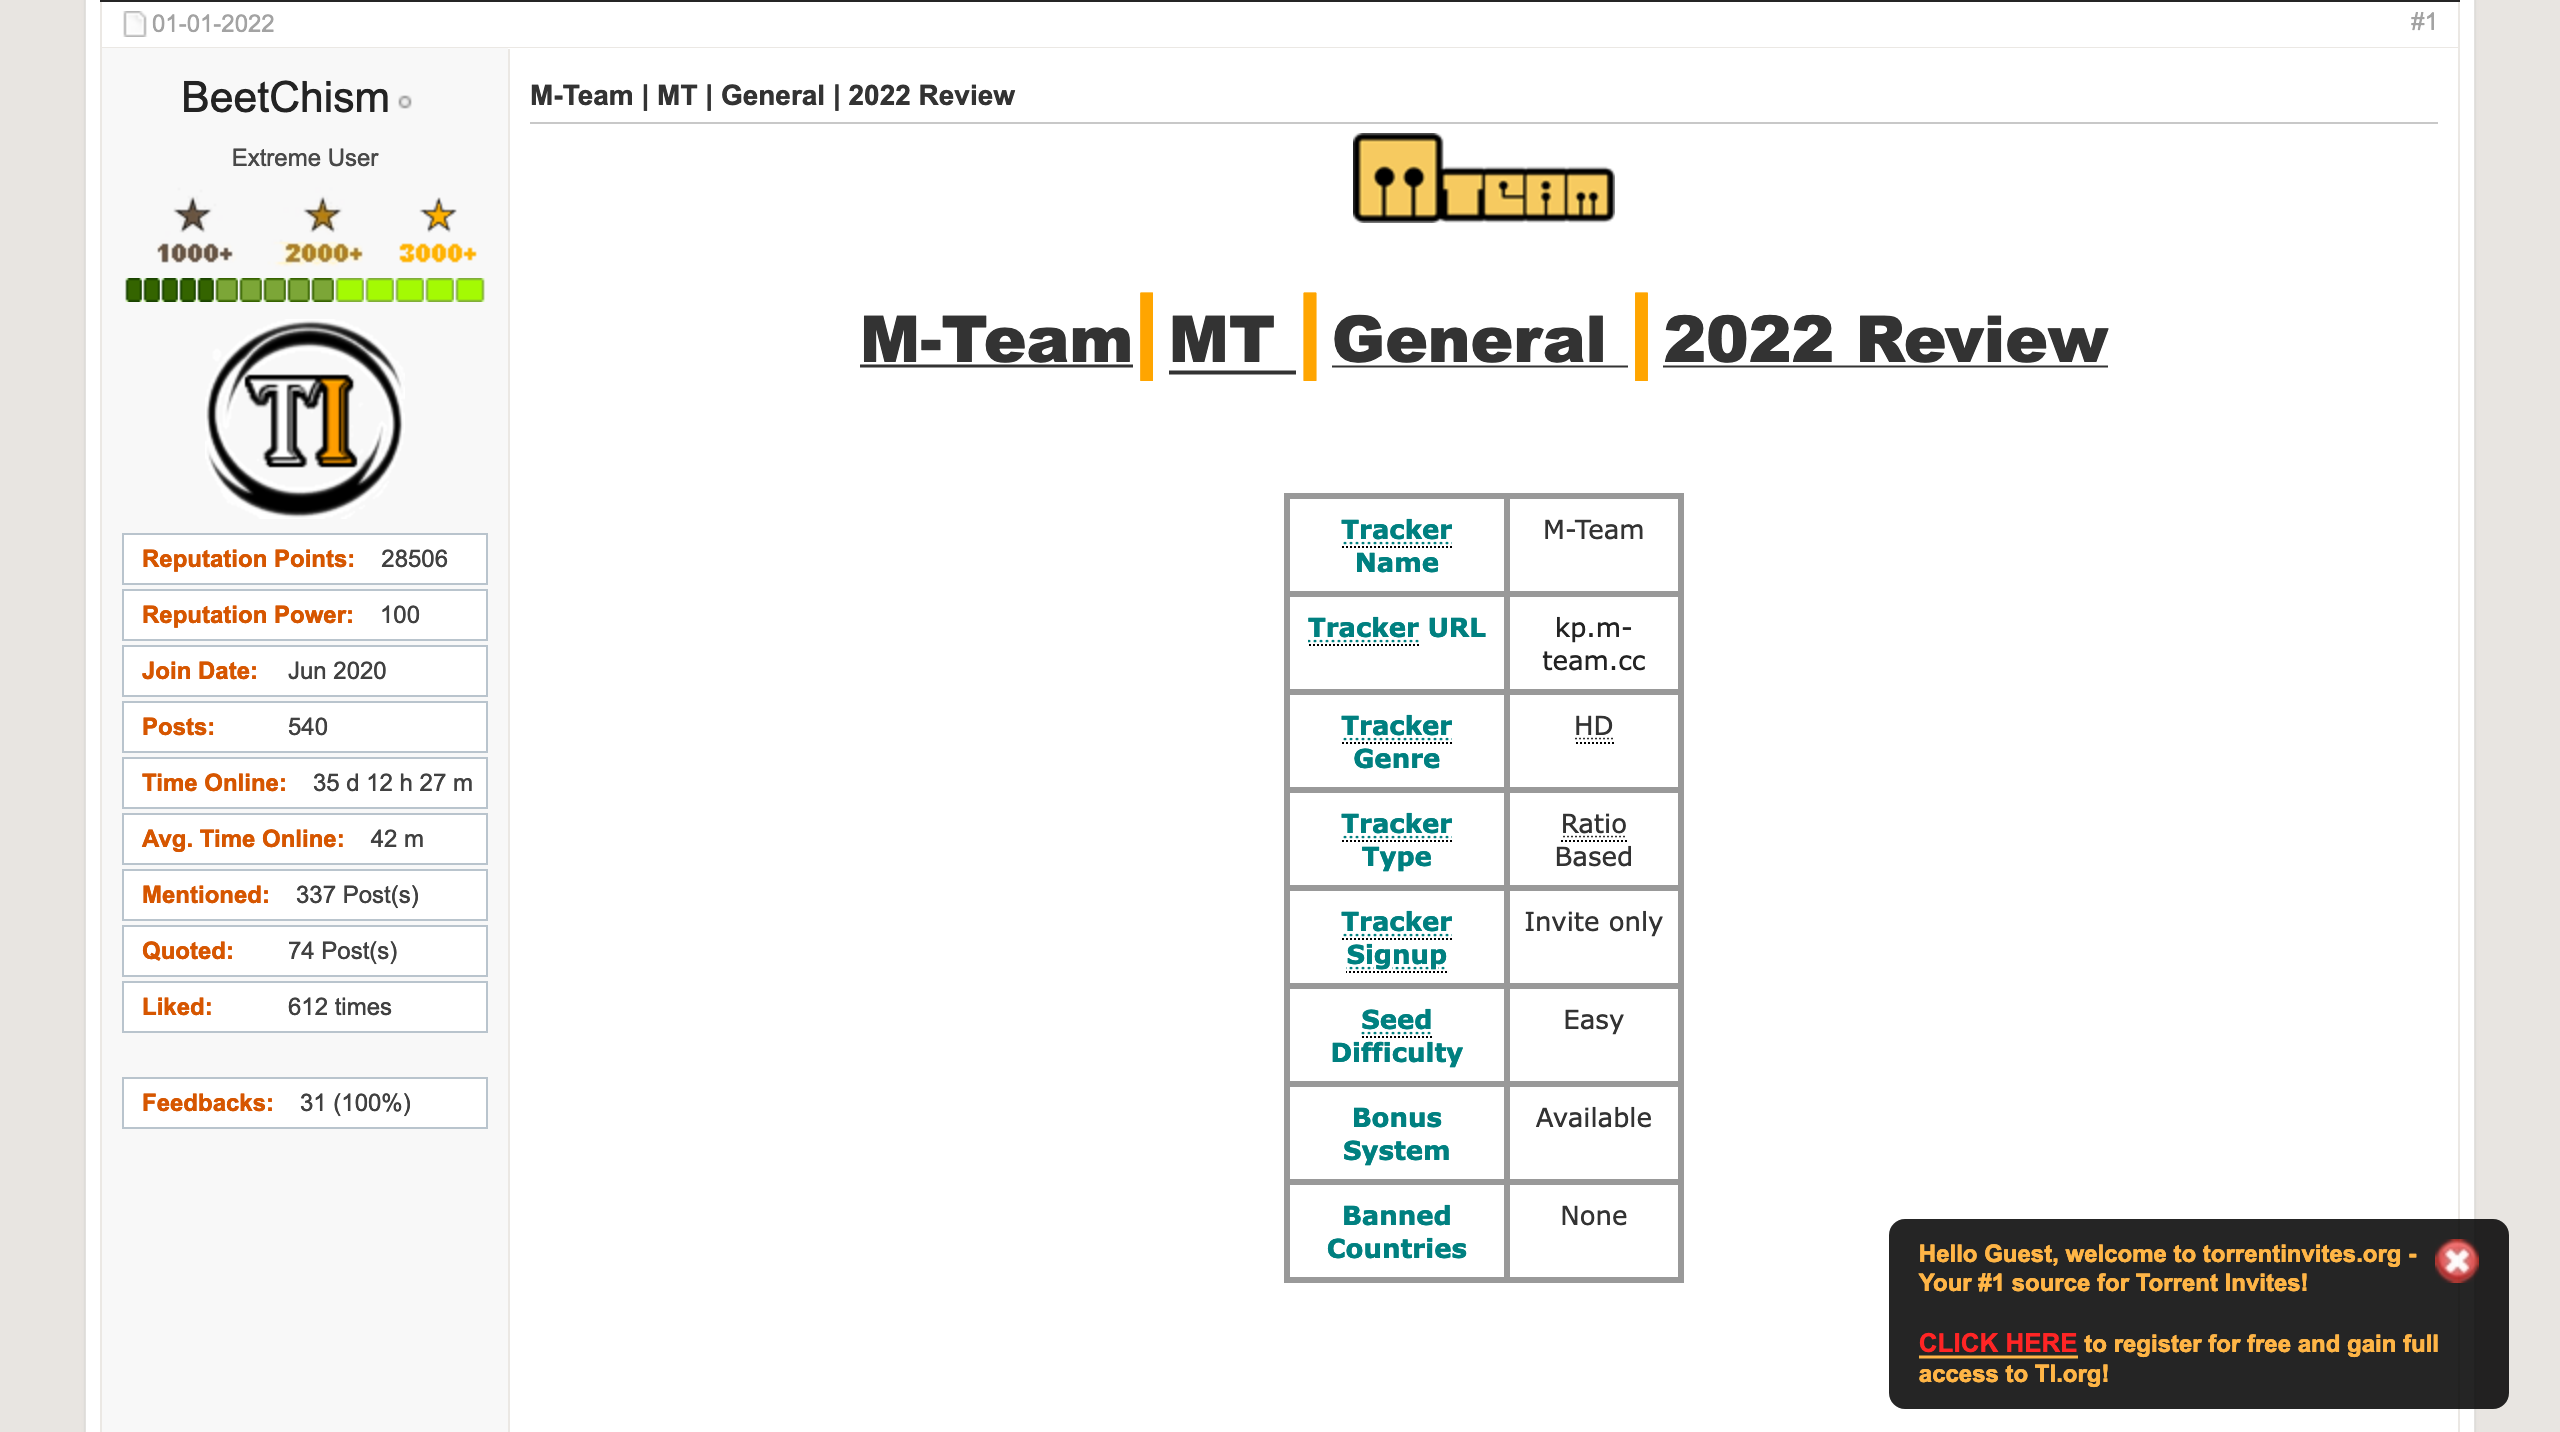 01-01-2022
#1
BeetChism
Extreme User
1000+ 2000+ 3000+
TI
Reputation Points: 28506
Reputation Power: 100
Join Date: Jun 2020
Posts: 540
Time Online: 35 d 12 h 27 m
Avg. Time Online: 42 m
Mentioned: 337 Post(s)
Quoted: 74 Post(s)
Liked: 612 times
Feedbacks: 31 (100%)
M-Team | MT | General | 2022 Review
m TEAM
M-Team| MT | General | 2022 Review
Tracker M-Team
Name
Tracker URL kp.m-
team.cc
Tracker HD
Genre
Tracker Ratio
Type Based
Tracker Invite only
Signup
Seed Easy
Difficulty
Bonus Available
System
Banned None
Countries
Hello Guest, welcome to torrentinvites.org -
Your #1 source for Torrent Invites!
CLICK HERE to register for free and gain full
access to TI.org!